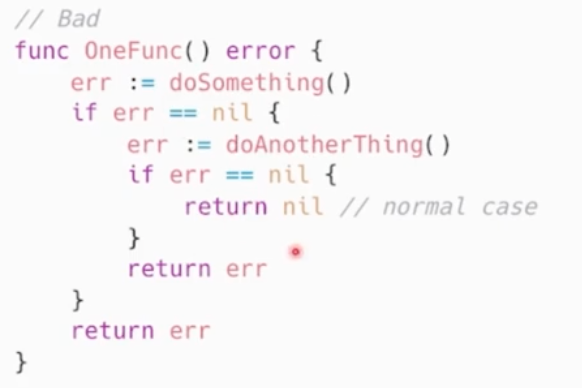 // Bad
func OneFunc() error {
    err := doSomething()
    if err == nil {
        err := doAnotherThing()
        if err == nil {
            return nil // normal case
        }
        return err
    }
    return err
}